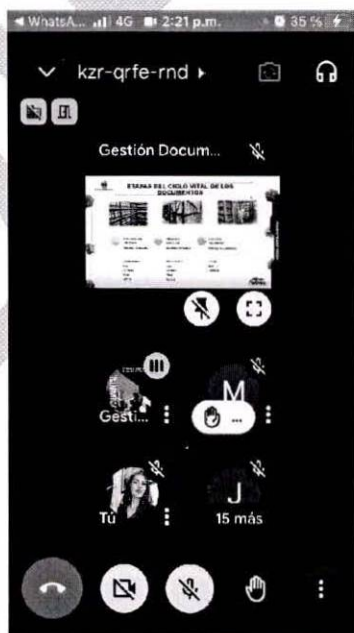 WhatsA... 4G 2:21 p.m. 35 %
kzr-qrfe-rnd
Gestión Docum...
ETAPAS DEL CICLO VITAL DE LOS
DOCUMENTOS
Gesti...
M
...
Tú
J
15 más